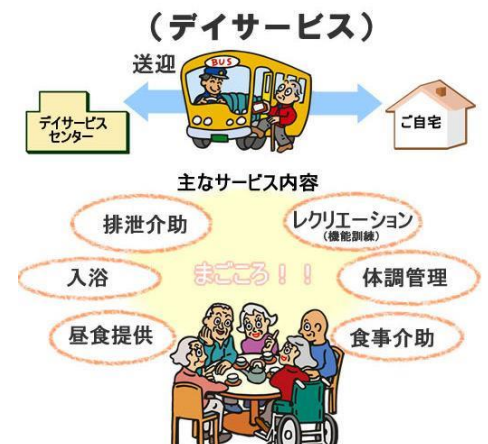 （デイサービス）
送迎
BUS
デイサービス
センター
ご自宅
主なサービス内容
排泄介助
レクリエーション
（機能訓練）
入浴
まごころ！！
体調管理
昼食提供
食事介助